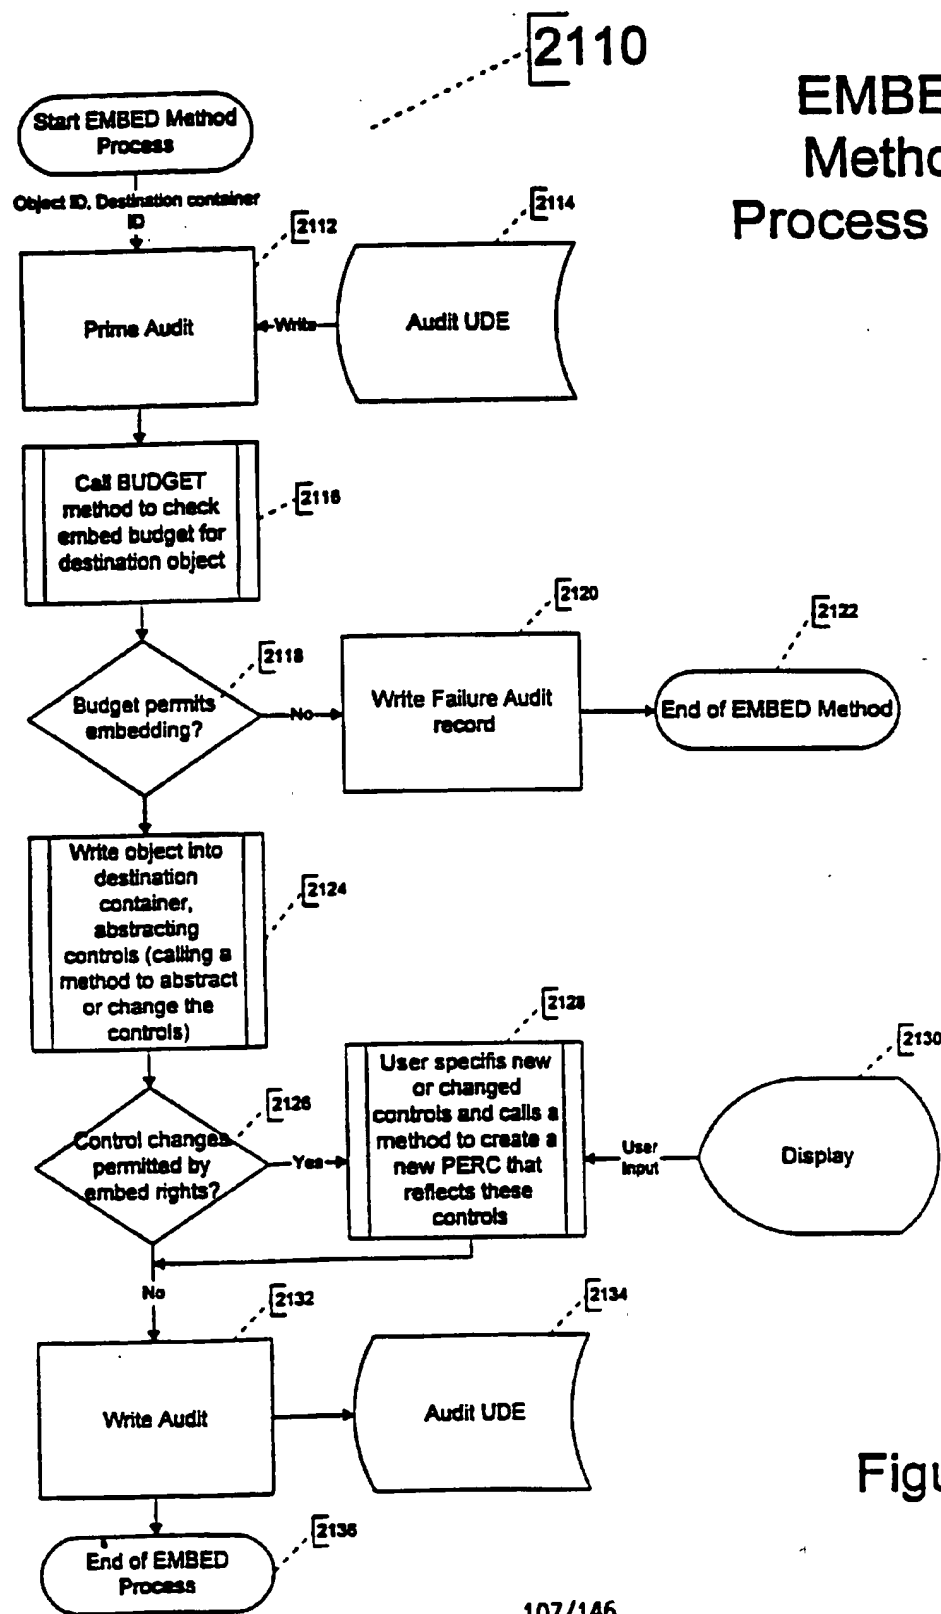 2110
EMBE
Metho
Process
Start EMBED Method
Process
Object ID, Destination container
ID
2112
2114
Prime Audit
Write
Audit UDE
Call BUDGET
method to check
embed budget for
destination object
2116
2120
2122
2118
Budget permits
embedding?
No
Write Failure Audit
record
End of EMBED Method
Write object into
destination
container,
abstracting
controls (calling a
method to abstract
or change the
controls)
2124
2128
2130
User specifis new
or changed
controls and calls a
method to create a
new PERC that
reflects these
controls
2126
Control changes
permitted by
embed rights?
Yes
User
Input
Display
No
2132
2134
Write Audit
Audit UDE
Figu
2136
End of EMBED
Process
107/146